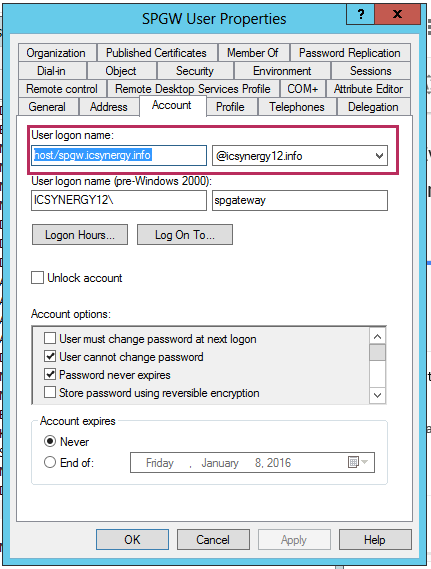 SPGW User Properties
? x
Organization Published Certificates Member Of Password Replication
Dial-in Object Security Environment Sessions
Remote control Remote Desktop Services Profile COM+ Attribute Editor
General Address Account Profile Telephones Delegation
User logon name:
host/spgw.icsynergy.info @icsynergy12.info
User logon name (pre-Windows 2000):
ICSYNERGY12\ spgateway
Logon Hours... Log On To...
Unlock account
Account options:
User must change password at next logon
User cannot change password
Password never expires
Store password using reversible encryption
Account expires
Never
End of: Friday , January 8, 2016
OK Cancel Apply Help